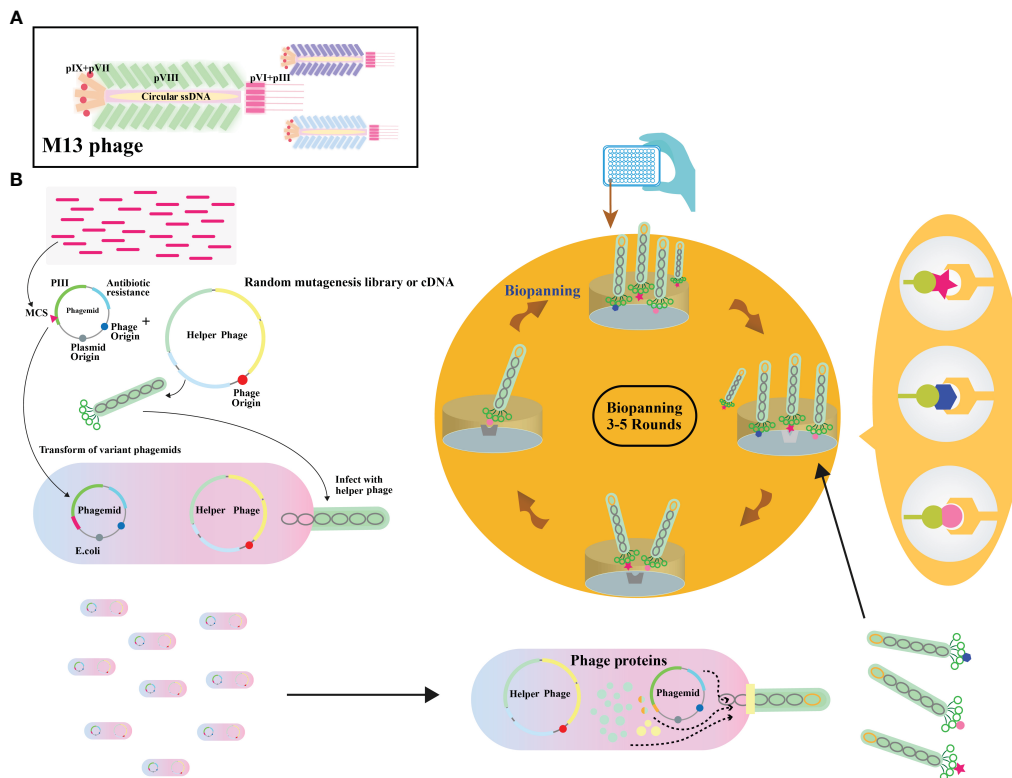 A
pIX+pVII
pVIII
pVI+pIII
Circular ssDNA
M13 phage
B
PIII
Antibiotic
resistance
MCS
Phagemid
+
Phage
Origin
Plasmid
Origin
Random mutagenesis library or cDNA
Helper Phage
Phage
Origin
Transform of variant phagemids
Infect with
helper phage
Phagemid
Helper Phage
E.coli
Biopanning
Biopanning
3-5 Rounds
Phage proteins
Helper Phage
Phagemid